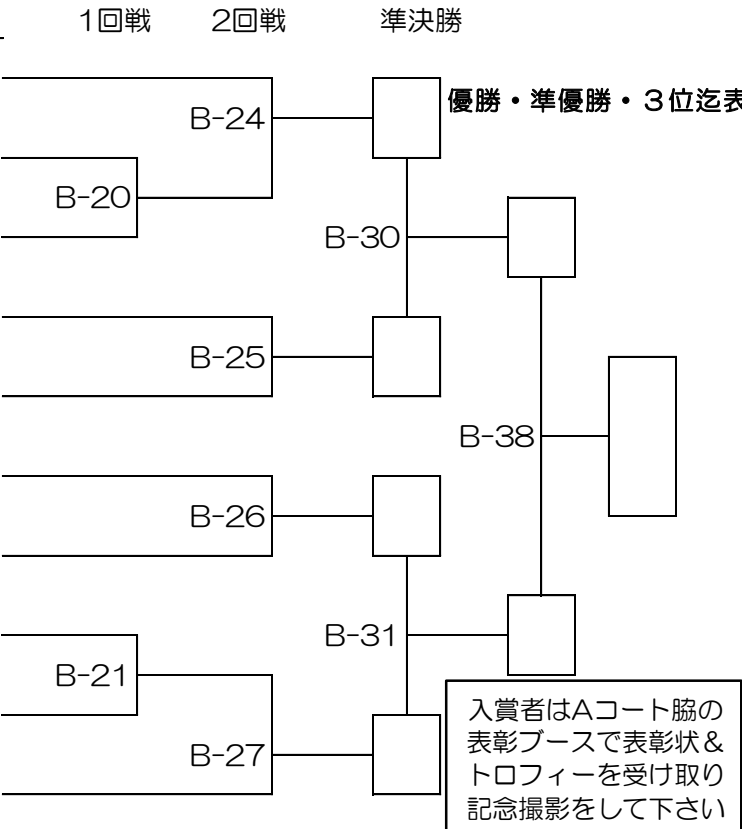 1回戦 2回戦 準決勝
優勝・準優勝・３位迄表
B-24
B-20
B-30
B-25
B-38
B-26
B-31
B-21
B-27
入賞者はAコート脇の
表彰ブースで表彰状＆
トロフィーを受け取り
記念撮影をして下さい